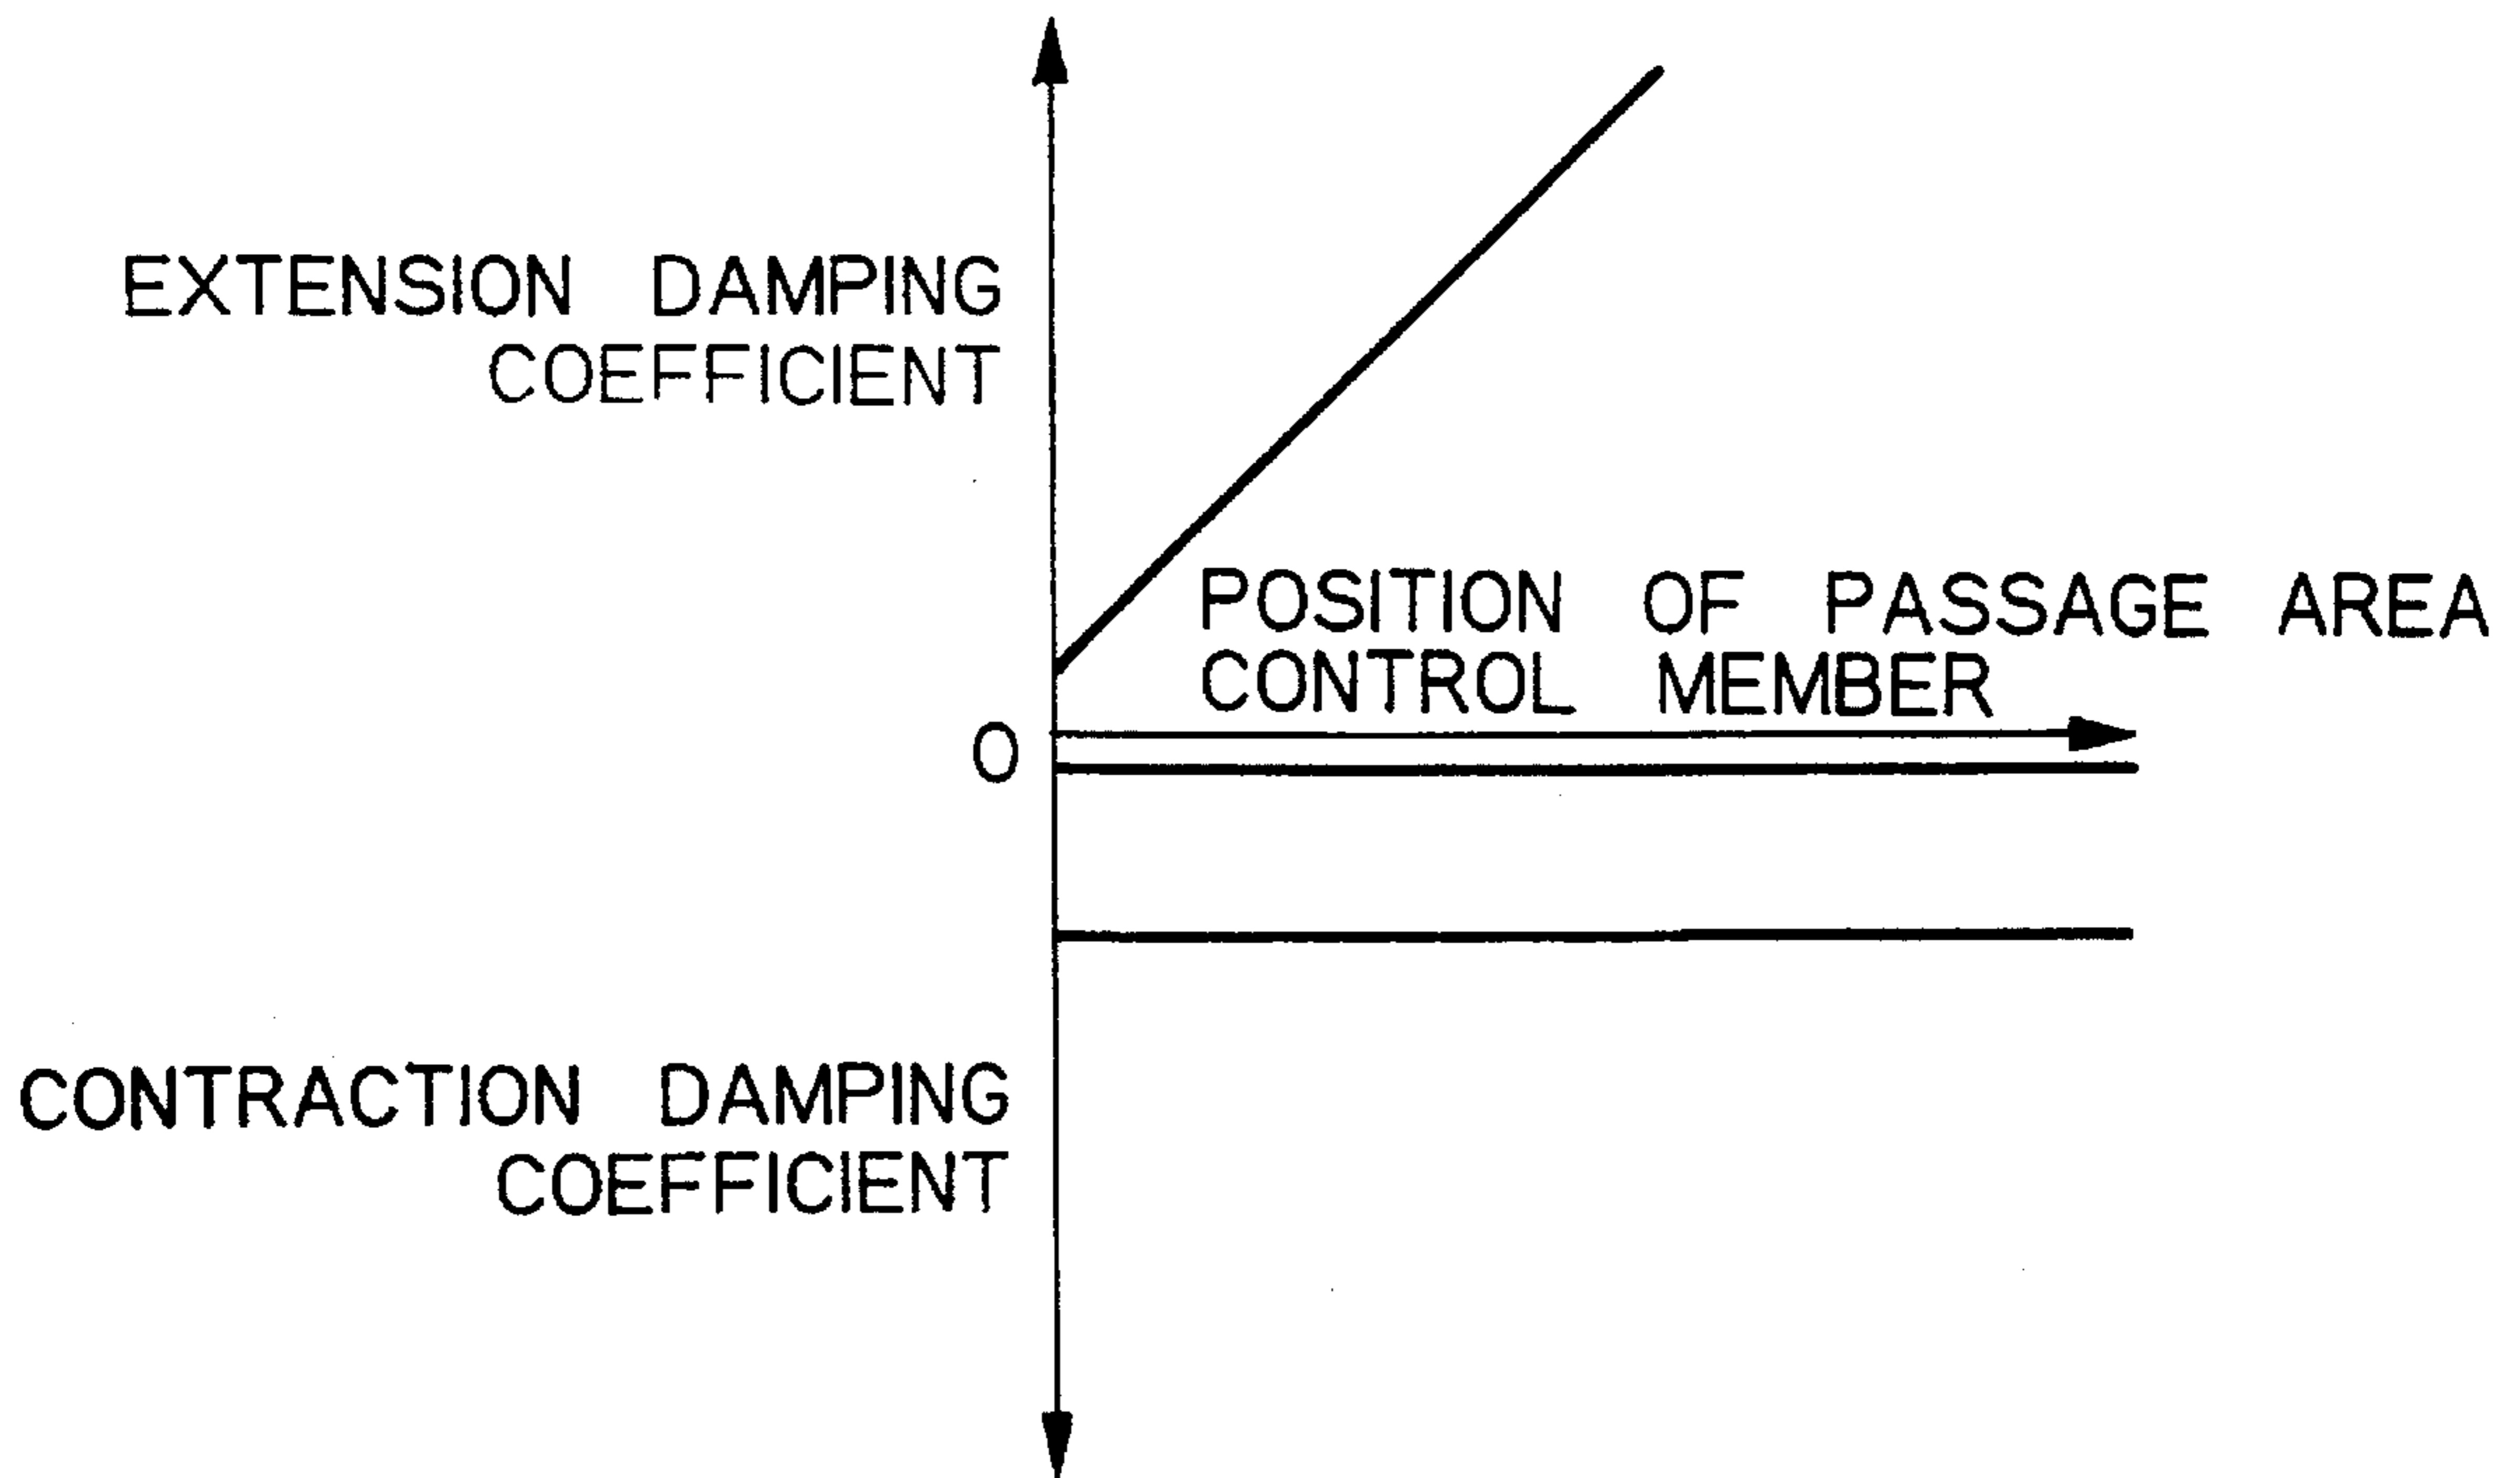 EXTENSION DAMPING
COEFFICIENT
POSITION OF PASSAGE AREA
CONTROL MEMBER
0
CONTRACTION DAMPING
COEFFICIENT